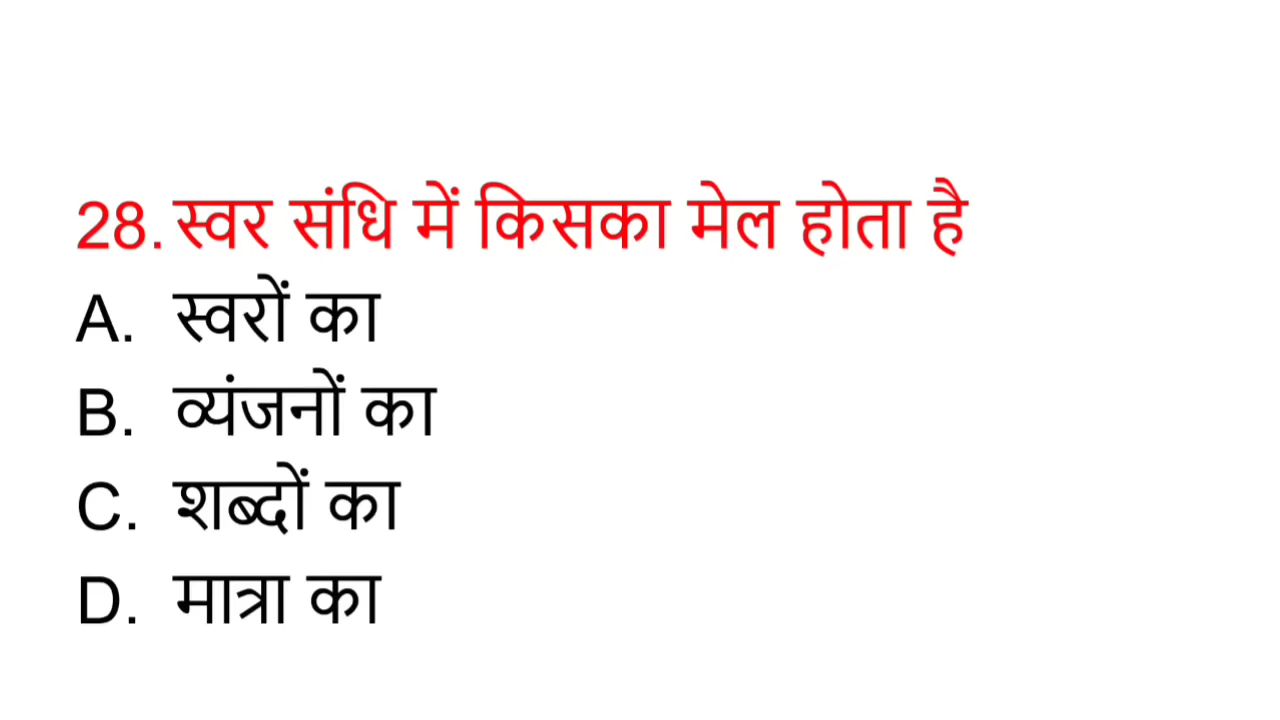 28. स्वर संधि में किसका मेल होता है
A. स्वरों का
B. व्यंजनों का
C. शब्दों का
D. मात्रा का